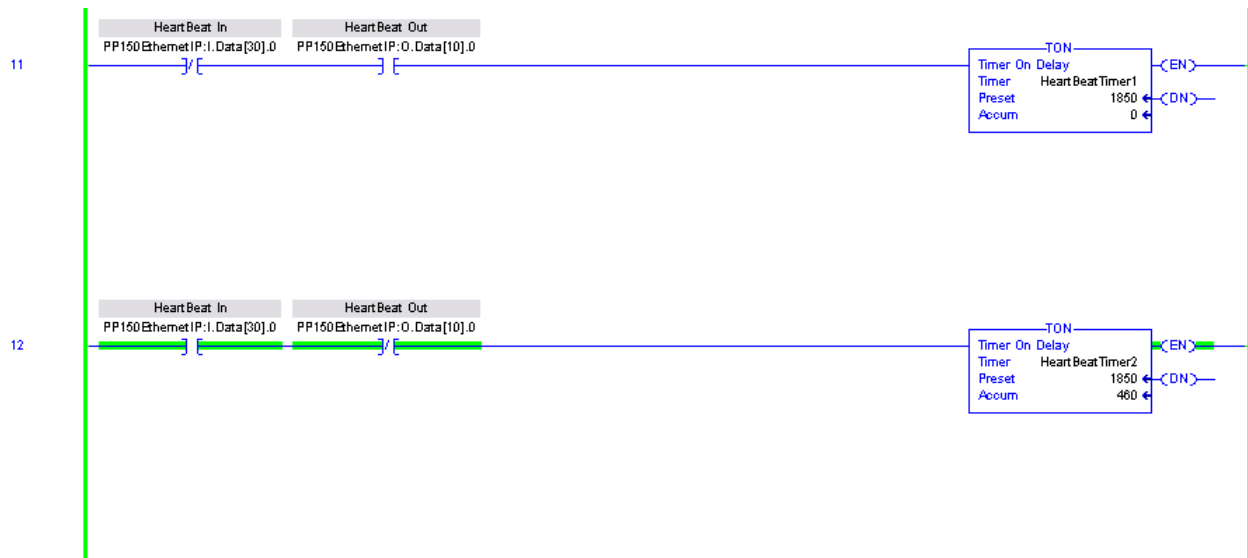 HeartBeat In HeartBeat Out
PP150EthernetIP:I.Data[30].0 PP150EthernetIP:O.Data[10].0
TON
11 Timer On Delay EN
Timer HeartBeatTimer1
Preset 1850 DN
Accum 0
HeartBeat In HeartBeat Out
PP150EthernetIP:I.Data[30].0 PP150EthernetIP:O.Data[10].0
TON
12 Timer On Delay EN
Timer HeartBeatTimer2
Preset 1850 DN
Accum 460